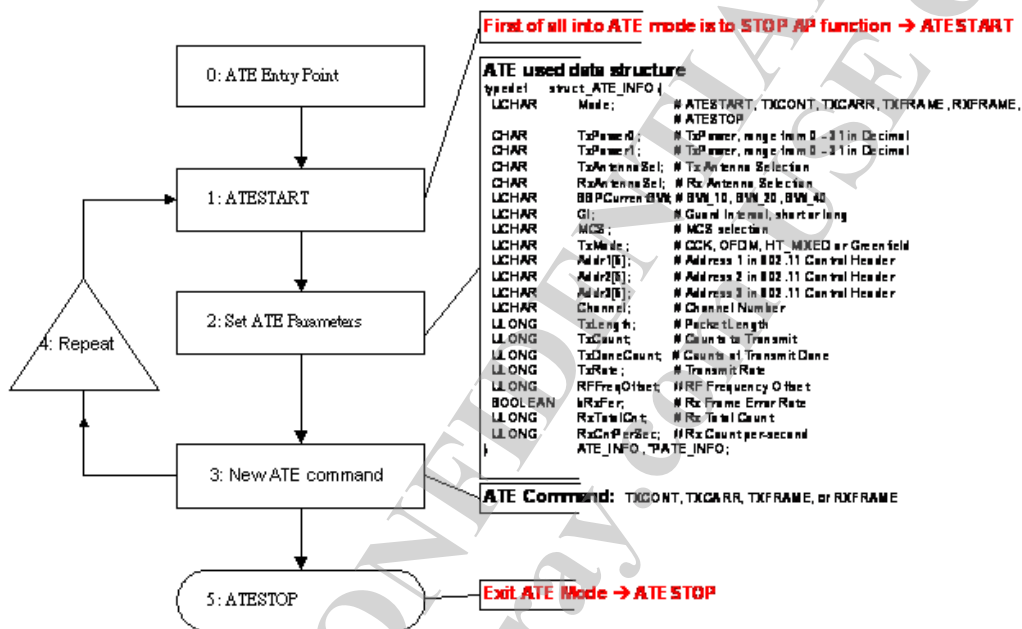 First of all into ATE mode is to STOP AP function → ATESTART
0: ATE Entry Point
1: ATESTART
2: Set ATE Parameters
4: Repeat
3: New ATE command
5: ATESTOP
ATE used data structure
typedef struct_ATE_INFO {
UCHAR Mode; # ATESTART, TXCONT, TXCARR, TXFRAME, RXFRAME,
# ATESTOP
CHAR TxPower0; # TxPower, range from 0 ~ 31 in Decimal
CHAR TxPower1; # TxPower, range from 0 ~ 31 in Decimal
CHAR TxAntennaSel; # Tx Antenna Selection
CHAR RxAntennaSel; # Rx Antenna Selection
UCHAR BBPCurrentBW; # BW_10, BW_20, BW_40
UCHAR GI; # Guard Interval, short or long
UCHAR MCS; # MCS selection
UCHAR TxMode; # CCK, OFDM, HT_MIXED or Greenfield
UCHAR Addr1[6]; # Address 1 in 802.11 Control Header
UCHAR Addr2[6]; # Address 2 in 802.11 Control Header
UCHAR Addr3[6]; # Address 3 in 802.11 Control Header
UCHAR Channel; # Channel Number
ULONG TxLength; # Packet Length
ULONG TxCount; # Counts to Transmit
ULONG TxDoneCount; # Counts of Transmit Done
ULONG TxRate; # Transmit Rate
ULONG RFFreqOffset; # RF Frequency Offset
BOOLEAN bRxFer; # Rx Frame Error Rate
ULONG RxTotalCnt; # Rx Total Count
ULONG RxCntPerSec; # Rx Count per-second
} ATE_INFO, *PATE_INFO;
ATE Command: TXCONT, TXCARR, TXFRAME, or RXFRAME
Exit ATE Mode → ATESTOP